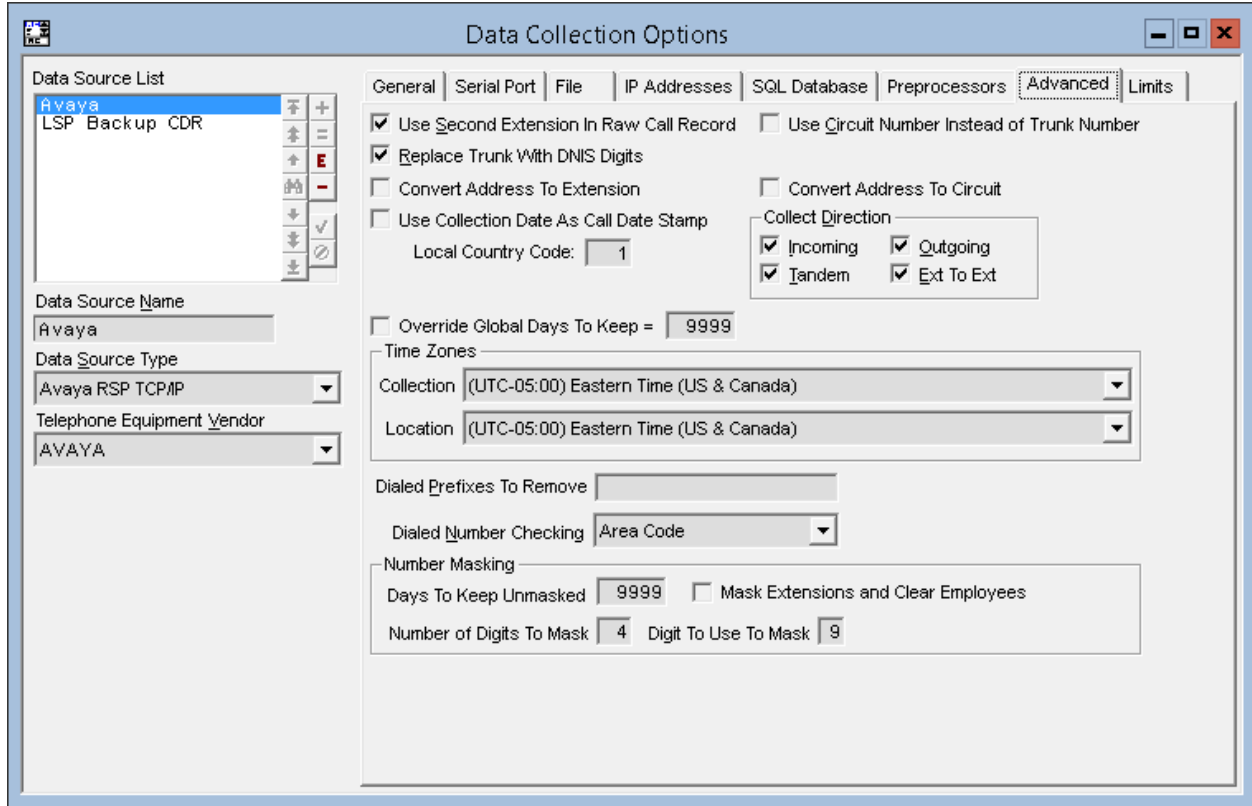 Data Collection Options
Data Source List
Avaya
LSP Backup CDR
E
Data Source Name
Avaya
Data Source Type
Avaya RSP TCP/IP
Telephone Equipment Vendor
AVAYA
General Serial Port File IP Addresses SQL Database Preprocessors Advanced Limits
Use Second Extension In Raw Call Record Use Circuit Number Instead of Trunk Number
Replace Trunk With DNIS Digits
Convert Address To Extension Convert Address To Circuit
Use Collection Date As Call Date Stamp
Local Country Code: 1
Collect Direction
Incoming Outgoing
Tandem Ext To Ext
Override Global Days To Keep = 9999
Time Zones
Collection (UTC-05:00) Eastern Time (US & Canada)
Location (UTC-05:00) Eastern Time (US & Canada)
Dialed Prefixes To Remove
Dialed Number Checking Area Code
Number Masking
Days To Keep Unmasked 9999 Mask Extensions and Clear Employees
Number of Digits To Mask 4 Digit To Use To Mask 9